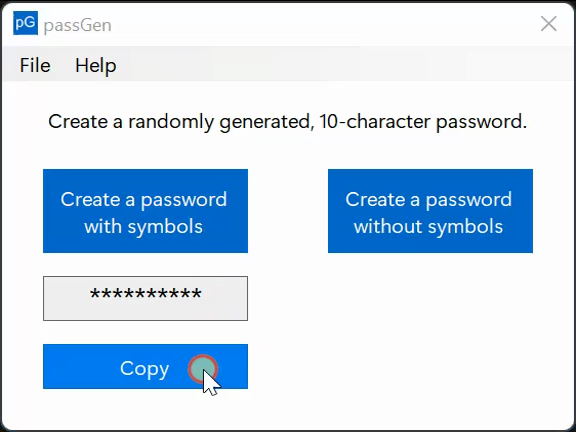 pG passGen
File Help
Create a randomly generated, 10-character password.
Create a password
with symbols
Create a password
without symbols
**********
Copy